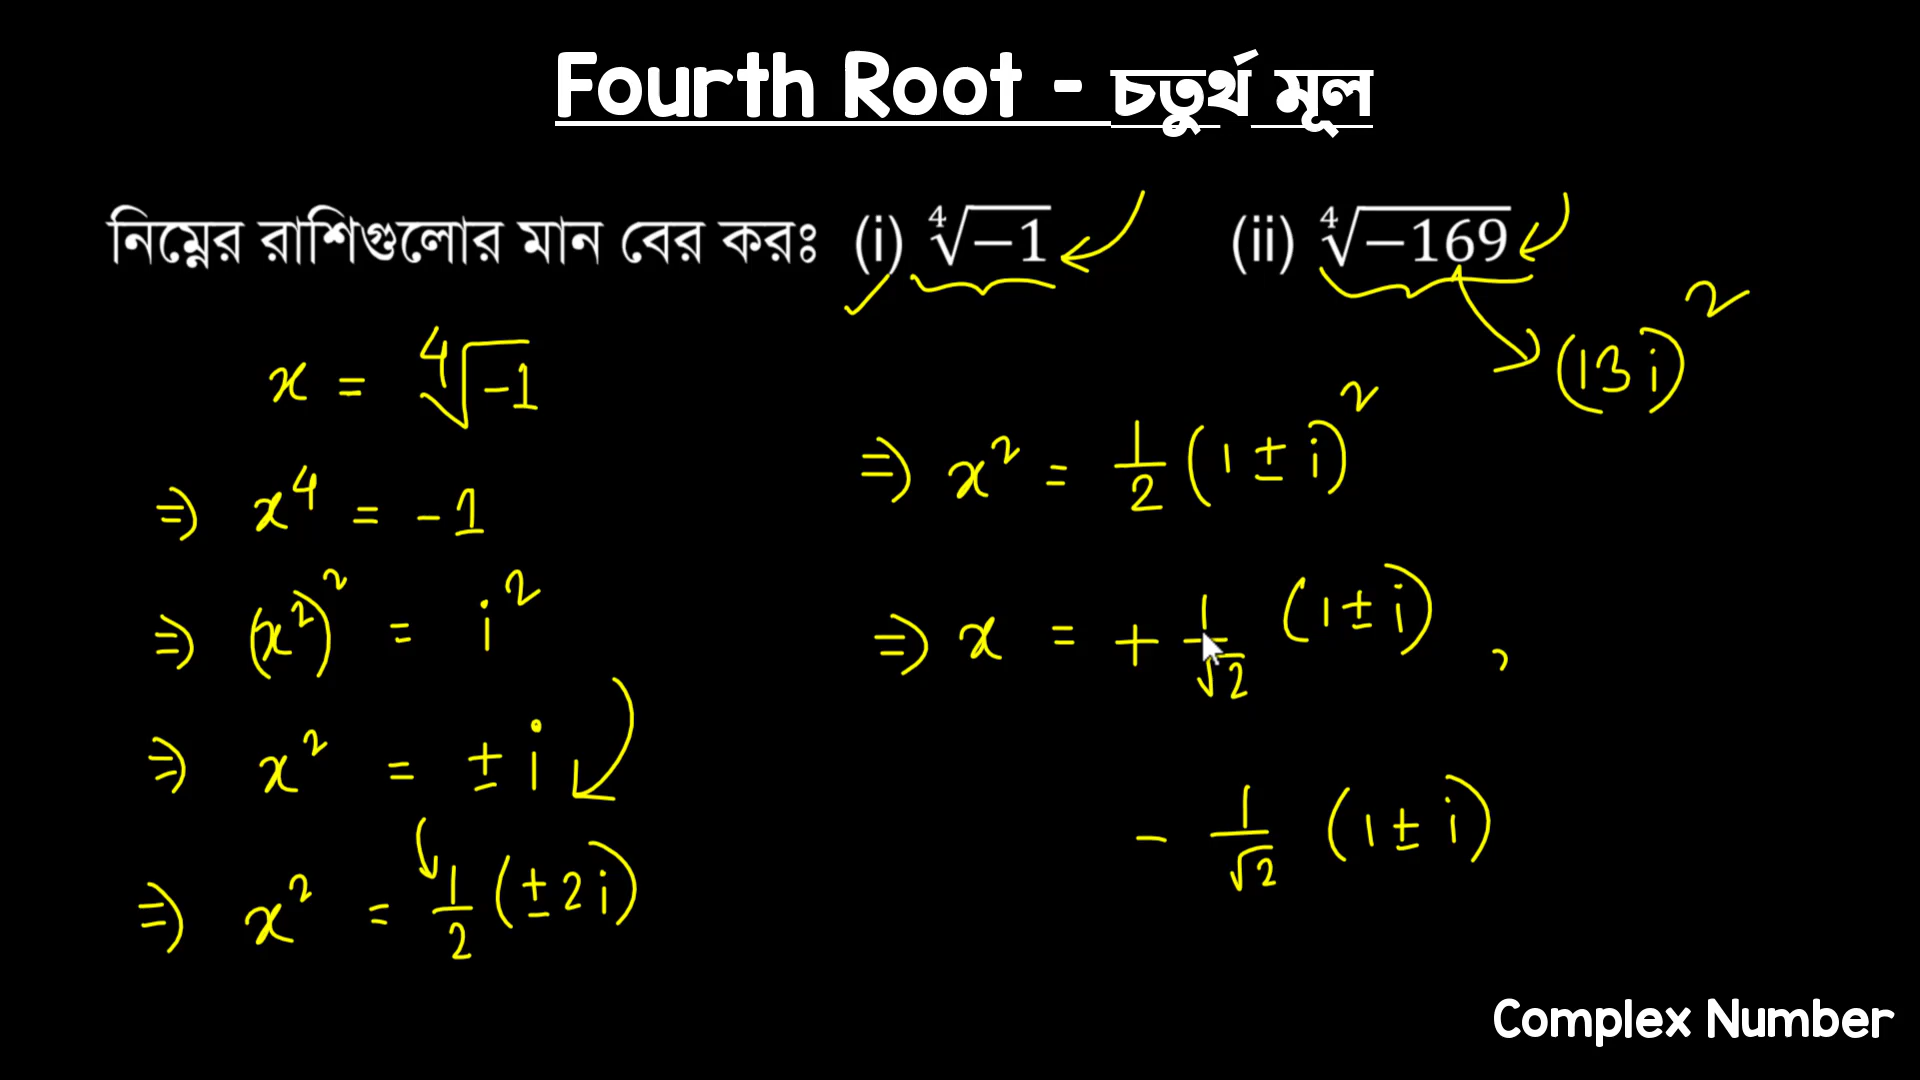 Fourth Root - চতুর্থ মূল
নিম্নের রাশিগুলোর মান বের করঃ (i) ∜−1 (ii) ∜−169
(13i)²
x = ∜-1
⇒ x⁴ = -1
⇒ (x²)² = i²
⇒ x² = ± i
⇒ x² = 1/2 (± 2i)
⇒ x² = 1/2 (1 ± i)²
⇒ x = + 1/√2 (1 ± i) ,
- 1/√2 (1 ± i)
Complex Number